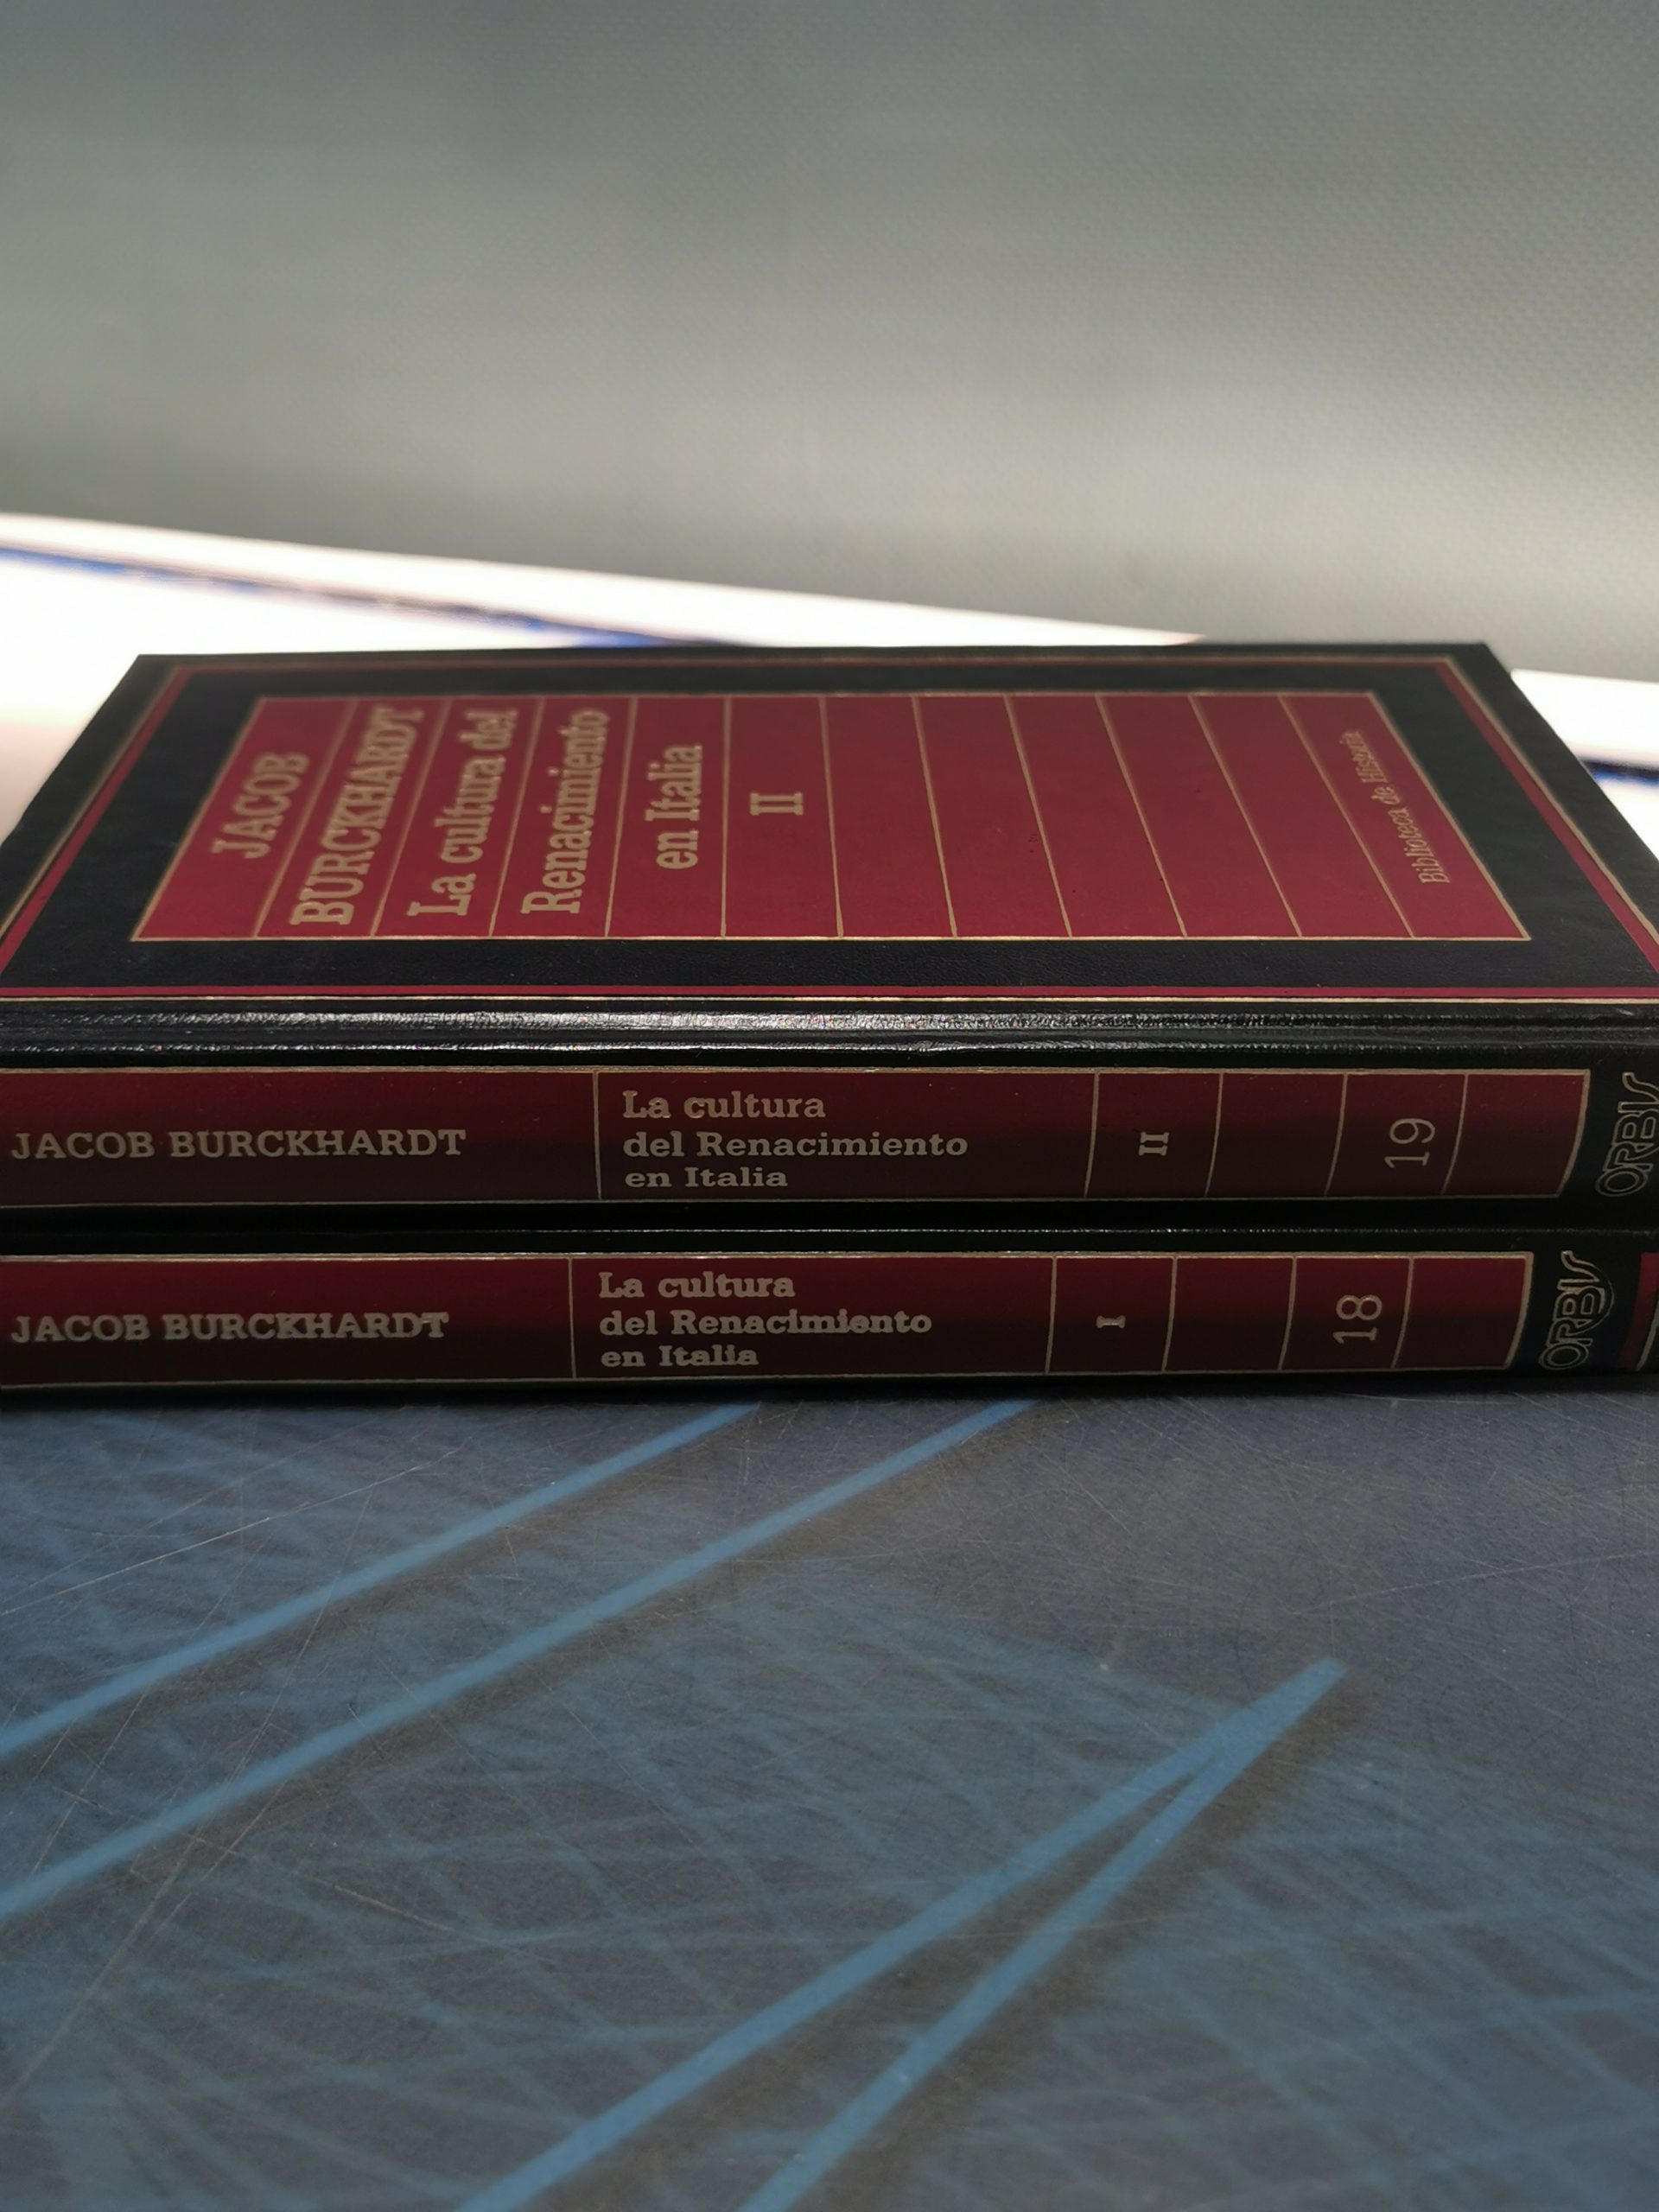 JACOB
BURCKHARDT
La cultura del
Renacimiento
en Italia
II
Biblioteca de Historia
JACOB BURCKHARDT
La cultura
del Renacimiento
en Italia
II
19
ORBIS
JACOB BURCKHARDT
La cultura
del Renacimiento
en Italia
I
18
ORBIS